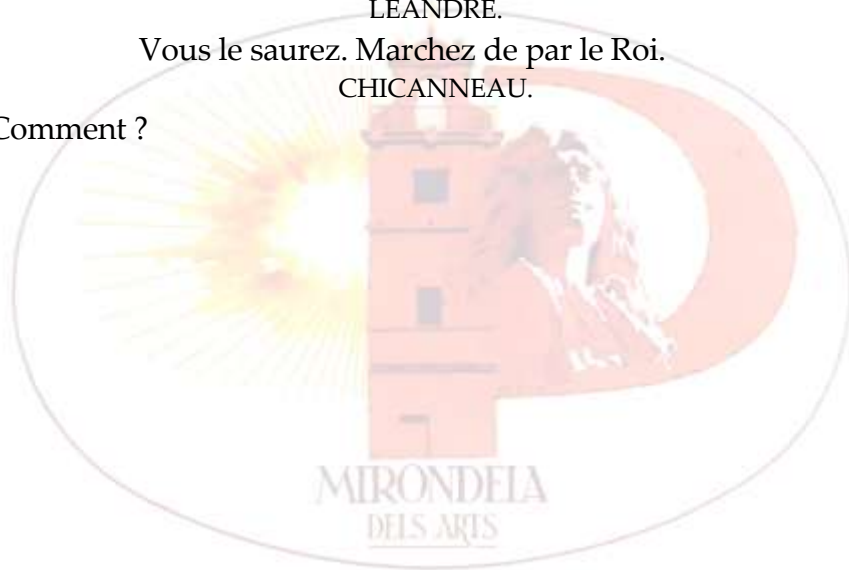 LEANDRE.
Vous le saurez. Marchez de par le Roi.
CHICANNEAU.
Comment ?
MIRONDELA
DELS ARTS